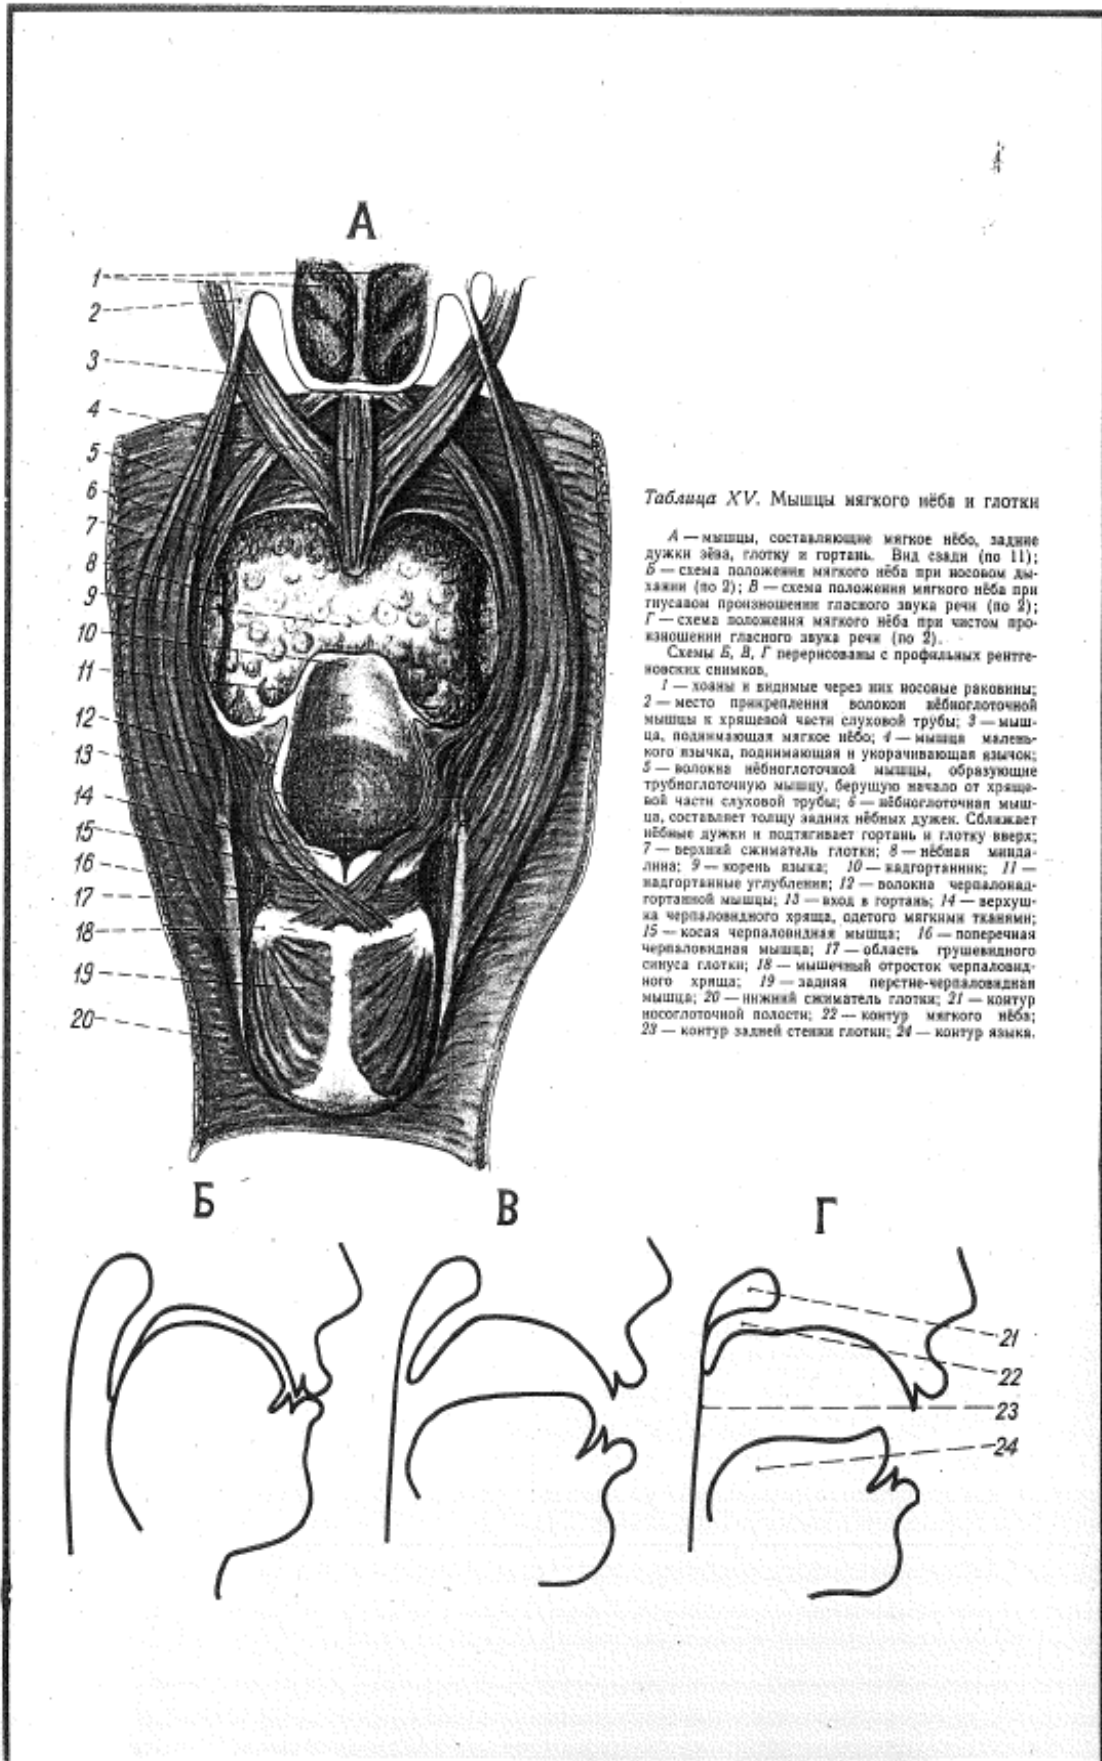 А
1
2
3
4
5
6
7
8
9
10
11
12
13
14
15
16
17
18
19
20
Таблица XV. Мышцы мягкого нёба и глотки
А — мышцы, составляющие мягкое нёбо, задние
дужки зёва, глотку и гортань. Вид сзади (по 11);
Б — схема положения мягкого нёба при носовом ды-
хании (по 2); В — схема положения мягкого нёба при
гнусавом произношении гласного звука речи (по 2);
Г — схема положения мягкого нёба при чистом про-
изношении гласного звука речи (по 2).
Схемы Б, В, Г перерисованы с профильных рентге-
новских снимков.
1 — хоаны и видимые через них носовые раковины;
2 — место прикрепления волокон нёбноглоточной
мышцы к хрящевой части слуховой трубы; 3 — мыш-
ца, поднимающая мягкое нёбо; 4 — мышца малень-
кого язычка, поднимающая и укорачивающая язычок;
5 — волокна нёбноглоточной мышцы, образующие
трубноглоточную мышцу, берущую начало от хряще-
вой части слуховой трубы; 6 — нёбноглоточная мыш-
ца, составляет толщу задних нёбных дужек. Сближает
нёбные дужки и подтягивает гортань и глотку вверх;
7 — верхний сжиматель глотки; 8 — нёбная минда-
лина; 9 — корень языка; 10 — надгортанник; 11 —
надгортанные углубления; 12 — волокна черпалонад-
гортанной мышцы; 13 — вход в гортань; 14 — верхуш-
ка черпаловидного хряща, одетого мягкими тканями;
15 — косая черпаловидная мышца; 16 — поперечная
черпаловидная мышца; 17 — область грушевидного
синуса глотки; 18 — мышечный отросток черпаловид-
ного хряща; 19 — задняя перстне-черпаловидная
мышца; 20 — нижний сжиматель глотки; 21 — контур
носоглоточной полости; 22 — контур мягкого нёба;
23 — контур задней стенки глотки; 24 — контур языка.
Б
В
Г
21
22
23
24